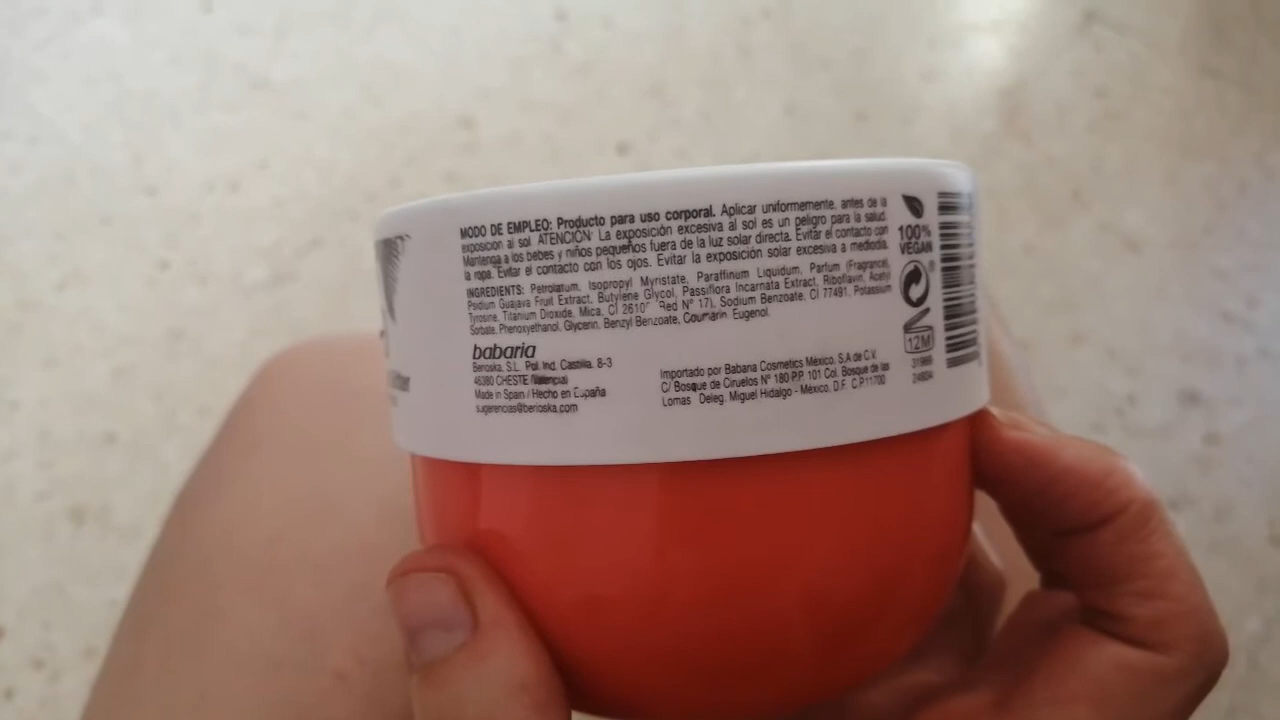 MODO DE EMPLEO: Producto para uso corporal. Aplicar uniformemente, antes de la
exposición al sol. ATENCIÓN: La exposición excesiva al sol es un peligro para la salud.
Mantenga a los bebés y niños pequeños fuera de la luz solar directa. Evitar el contacto con
la ropa. Evitar el contacto con los ojos. Evitar la exposición solar excesiva a mediodía.
INGREDIENTS: Petrolatum, Isopropyl Myristate, Paraffinum Liquidum, Parfum (Fragrance),
Psidium Guajava Fruit Extract, Butylene Glycol, Passiflora Incarnata Extract, Riboflavin, Acetyl
Tyrosine, Titanium Dioxide, Mica, CI 2610 Red Nº 17), Sodium Benzoate, CI 77491, Potassium
Sorbate, Phenoxyethanol, Glycerin, Benzyl Benzoate, Coumarin, Eugenol.
babaria
Berioska, S.L. Pol. Ind. Castilla, 8-3
46380 CHESTE (Valencia)
Made in Spain / Hecho en España
sugerencias@berioska.com
Importado por Babaria Cosmetics México, S.A de C.V.
C/ Bosque de Ciruelos Nº 180 P.P. 101 Col. Bosque de las
Lomas Deleg. Miguel Hidalgo - México, D.F. C.P.11700
100%
VEGAN
12M